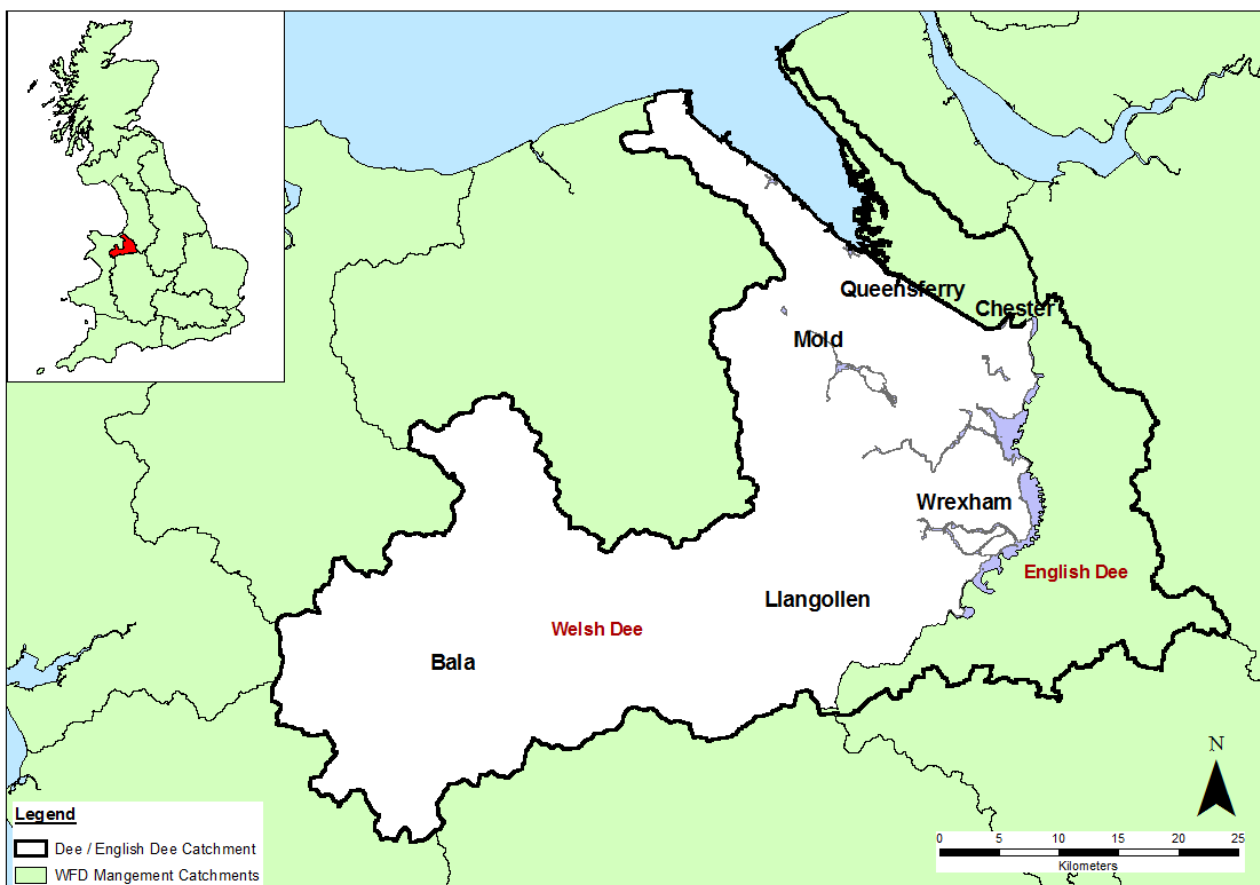 Queensferry
Chester
Mold
Wrexham
English Dee
Llangollen
Welsh Dee
Bala
N
Legend
Dee / English Dee Catchment
WFD Mangement Catchments
0 5 10 15 20 25
Kilometers